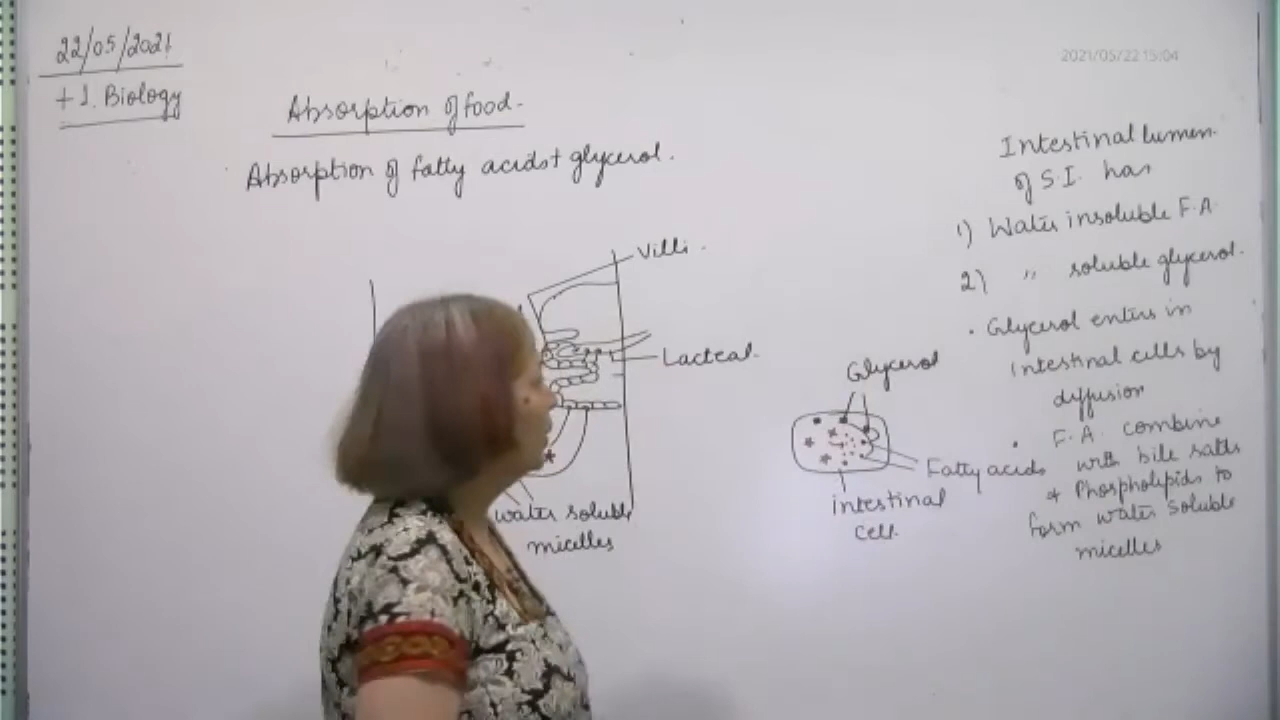 22/05/2021
+1. Biology
2021/05/22 15:04
Absorption of food.
Absorption of fatty acids + glycerol.
Villi.
Lacteal.
water soluble
micelles
Glycerol
Fatty acids
intestinal
cell.
Intestinal lumen
of S.I. has
1) Water insoluble F.A.
2) " soluble glycerol.
• Glycerol enters in
intestinal cells by
diffusion
• F.A. combine
with bile salts
+ Phospholipids to
form water soluble
micelles